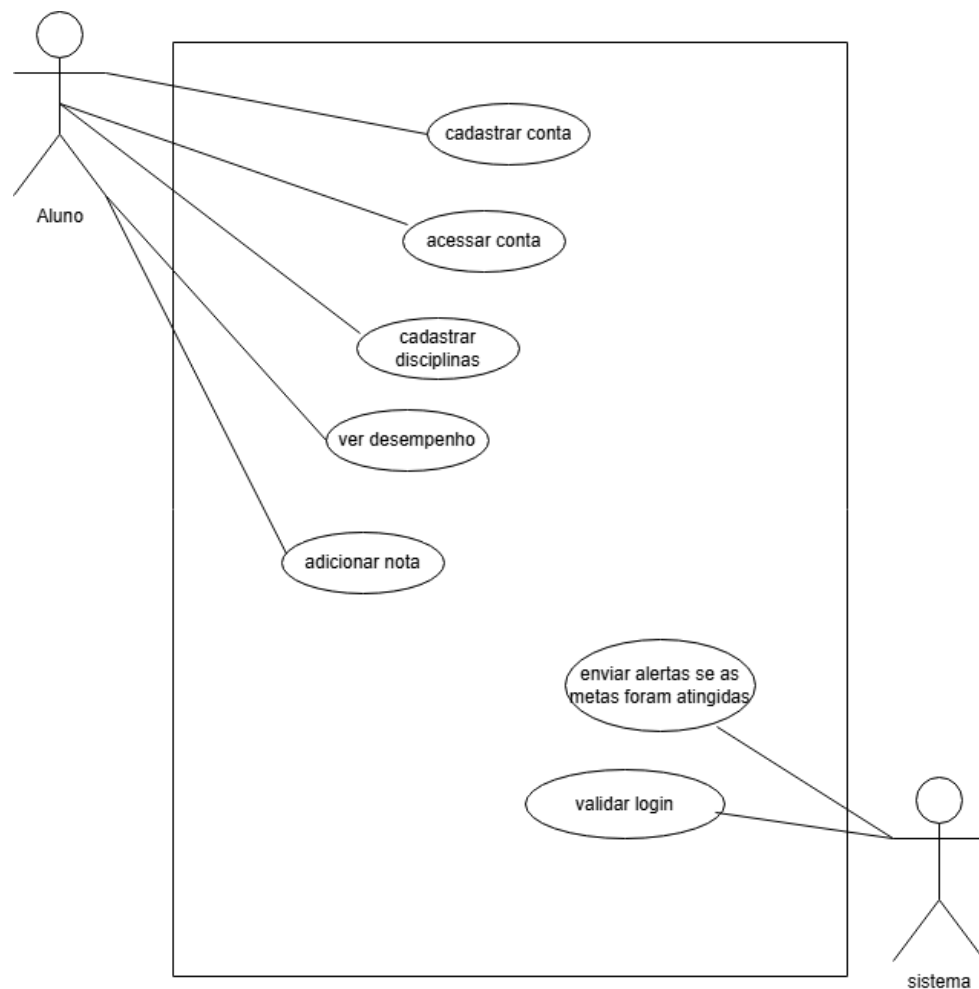 cadastrar conta
Aluno
acessar conta
cadastrar
disciplinas
ver desempenho
adicionar nota
enviar alertas se as
metas foram atingidas
validar login
sistema